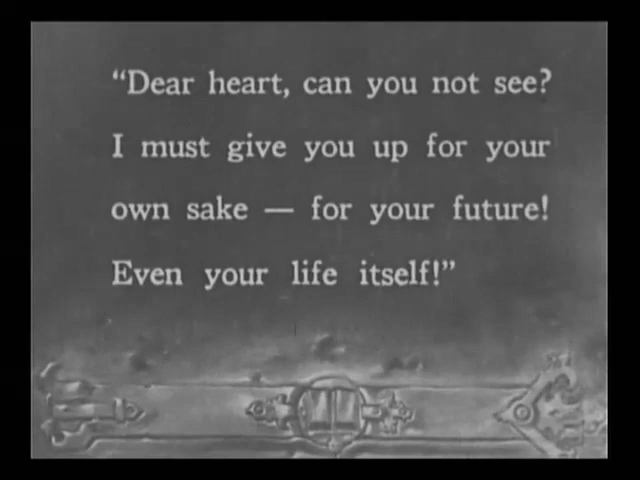 “Dear heart, can you not see?
I must give you up for your
own sake — for your future!
Even your life itself!”